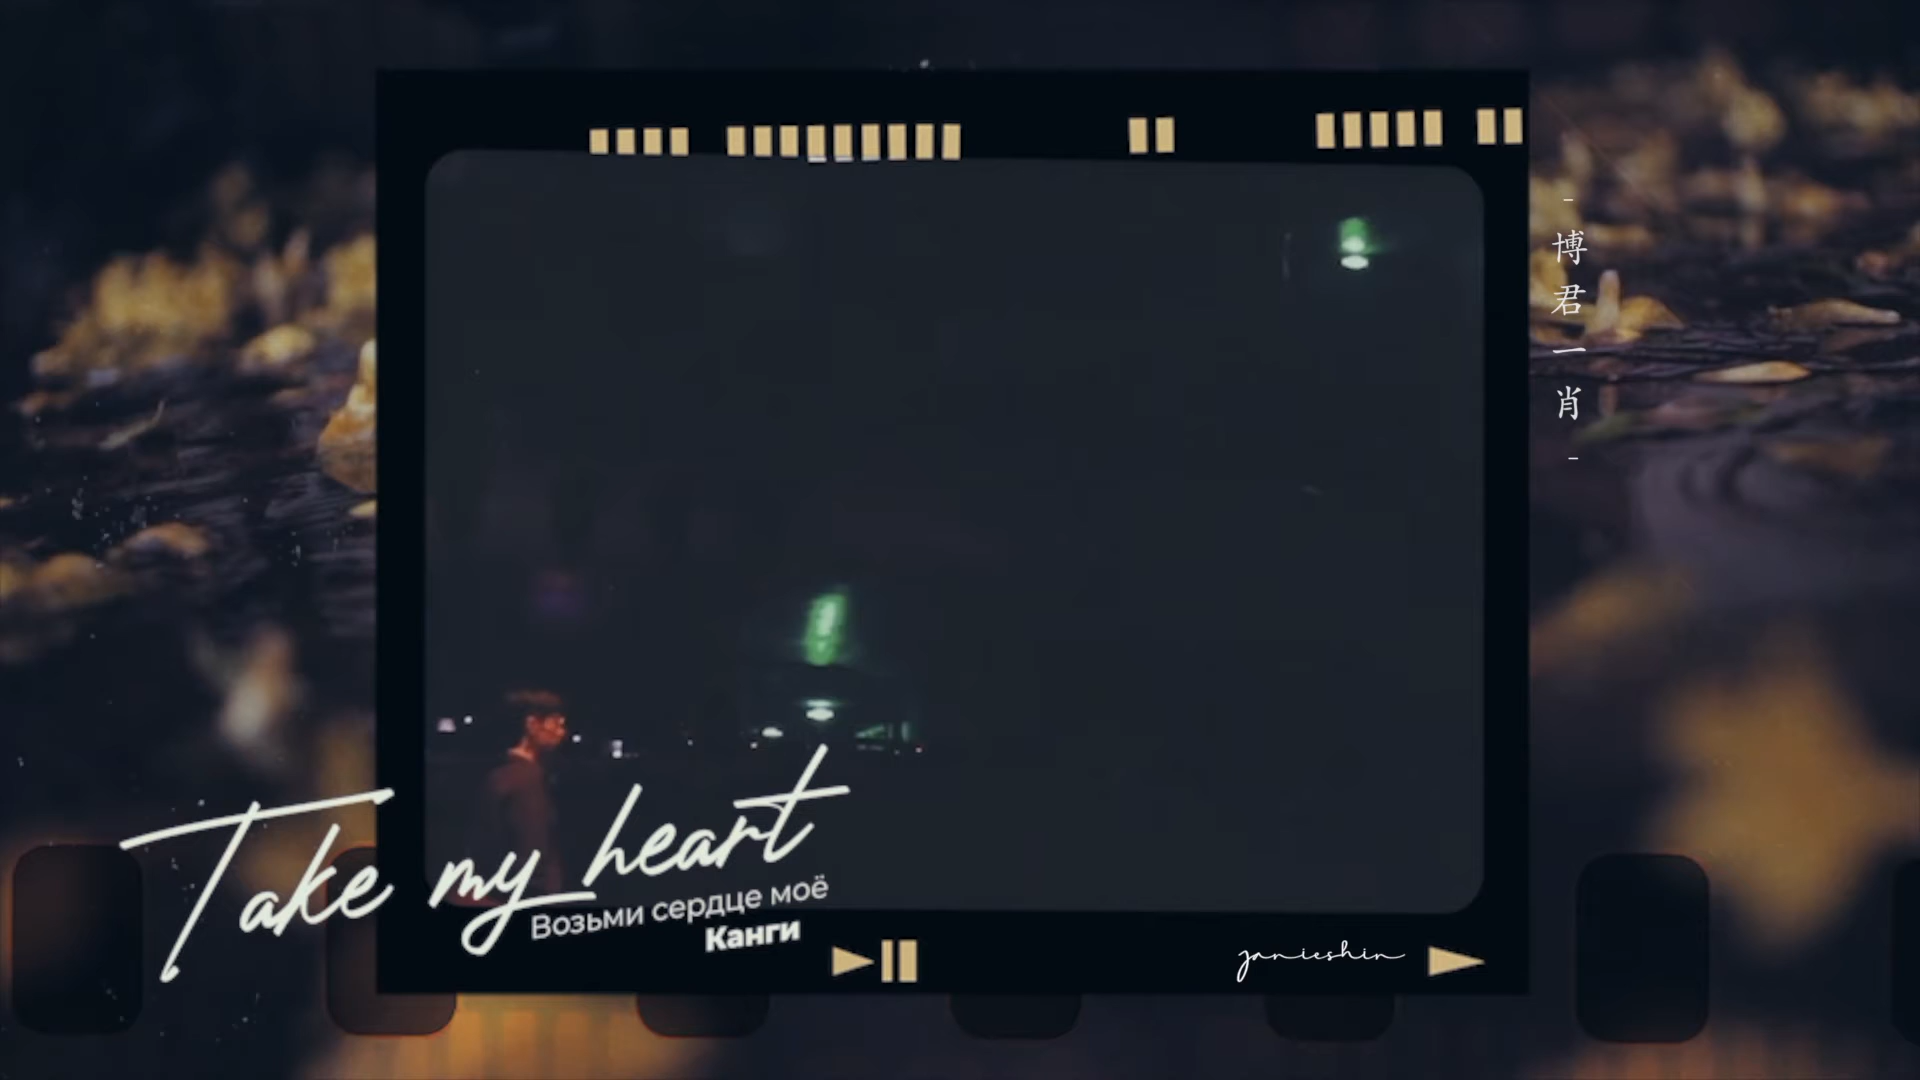 Take my heart
Возьми сердце моё
Канги
janieshin
- 博君一肖 -